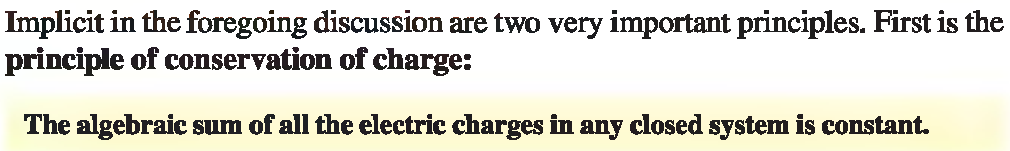 Implicit in the foregoing discussion are two very important principles. First is the
principle of conservation of charge:
The algebraic sum of all the electric charges in any closed system is constant.